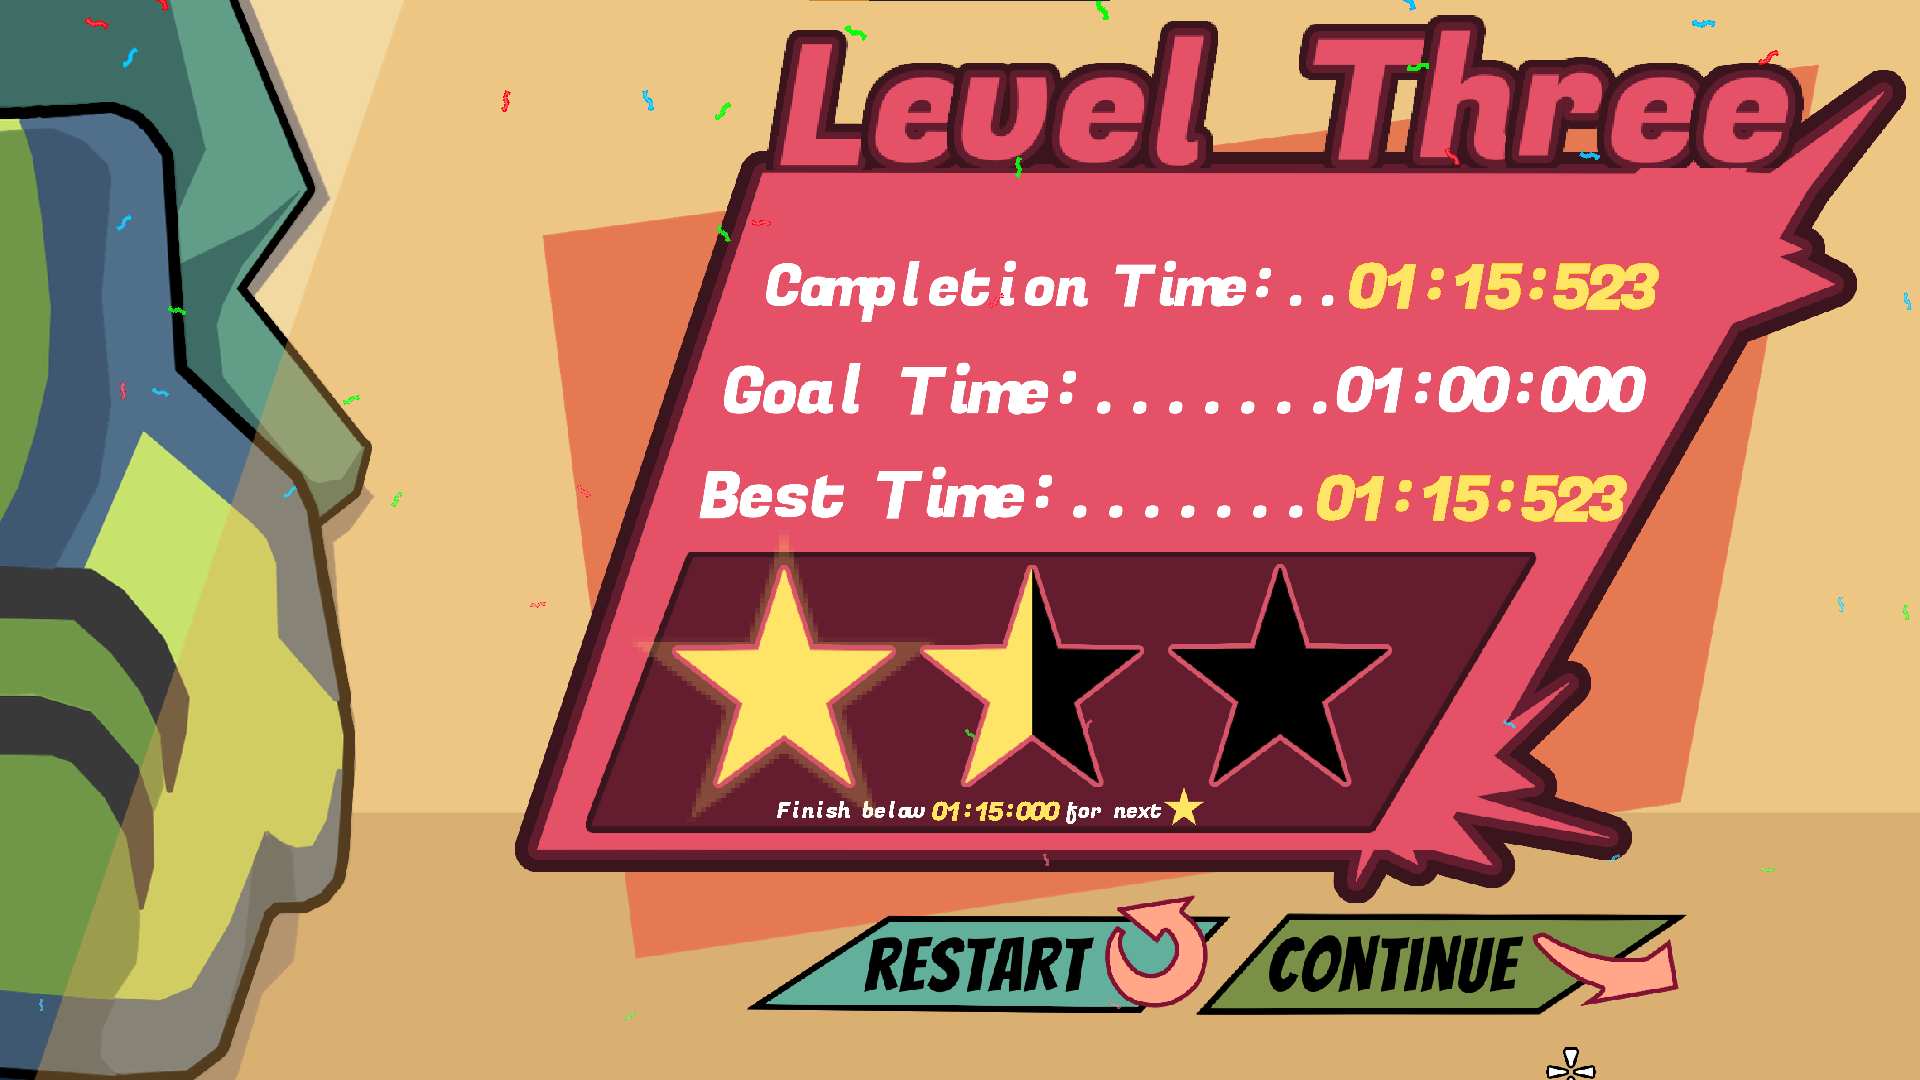 Level Three
Completion Time:..01:15:523
Goal Time:.......01:00:000
Best Time:.......01:15:523
Finish below 01:15:000 for next
RESTART
CONTINUE